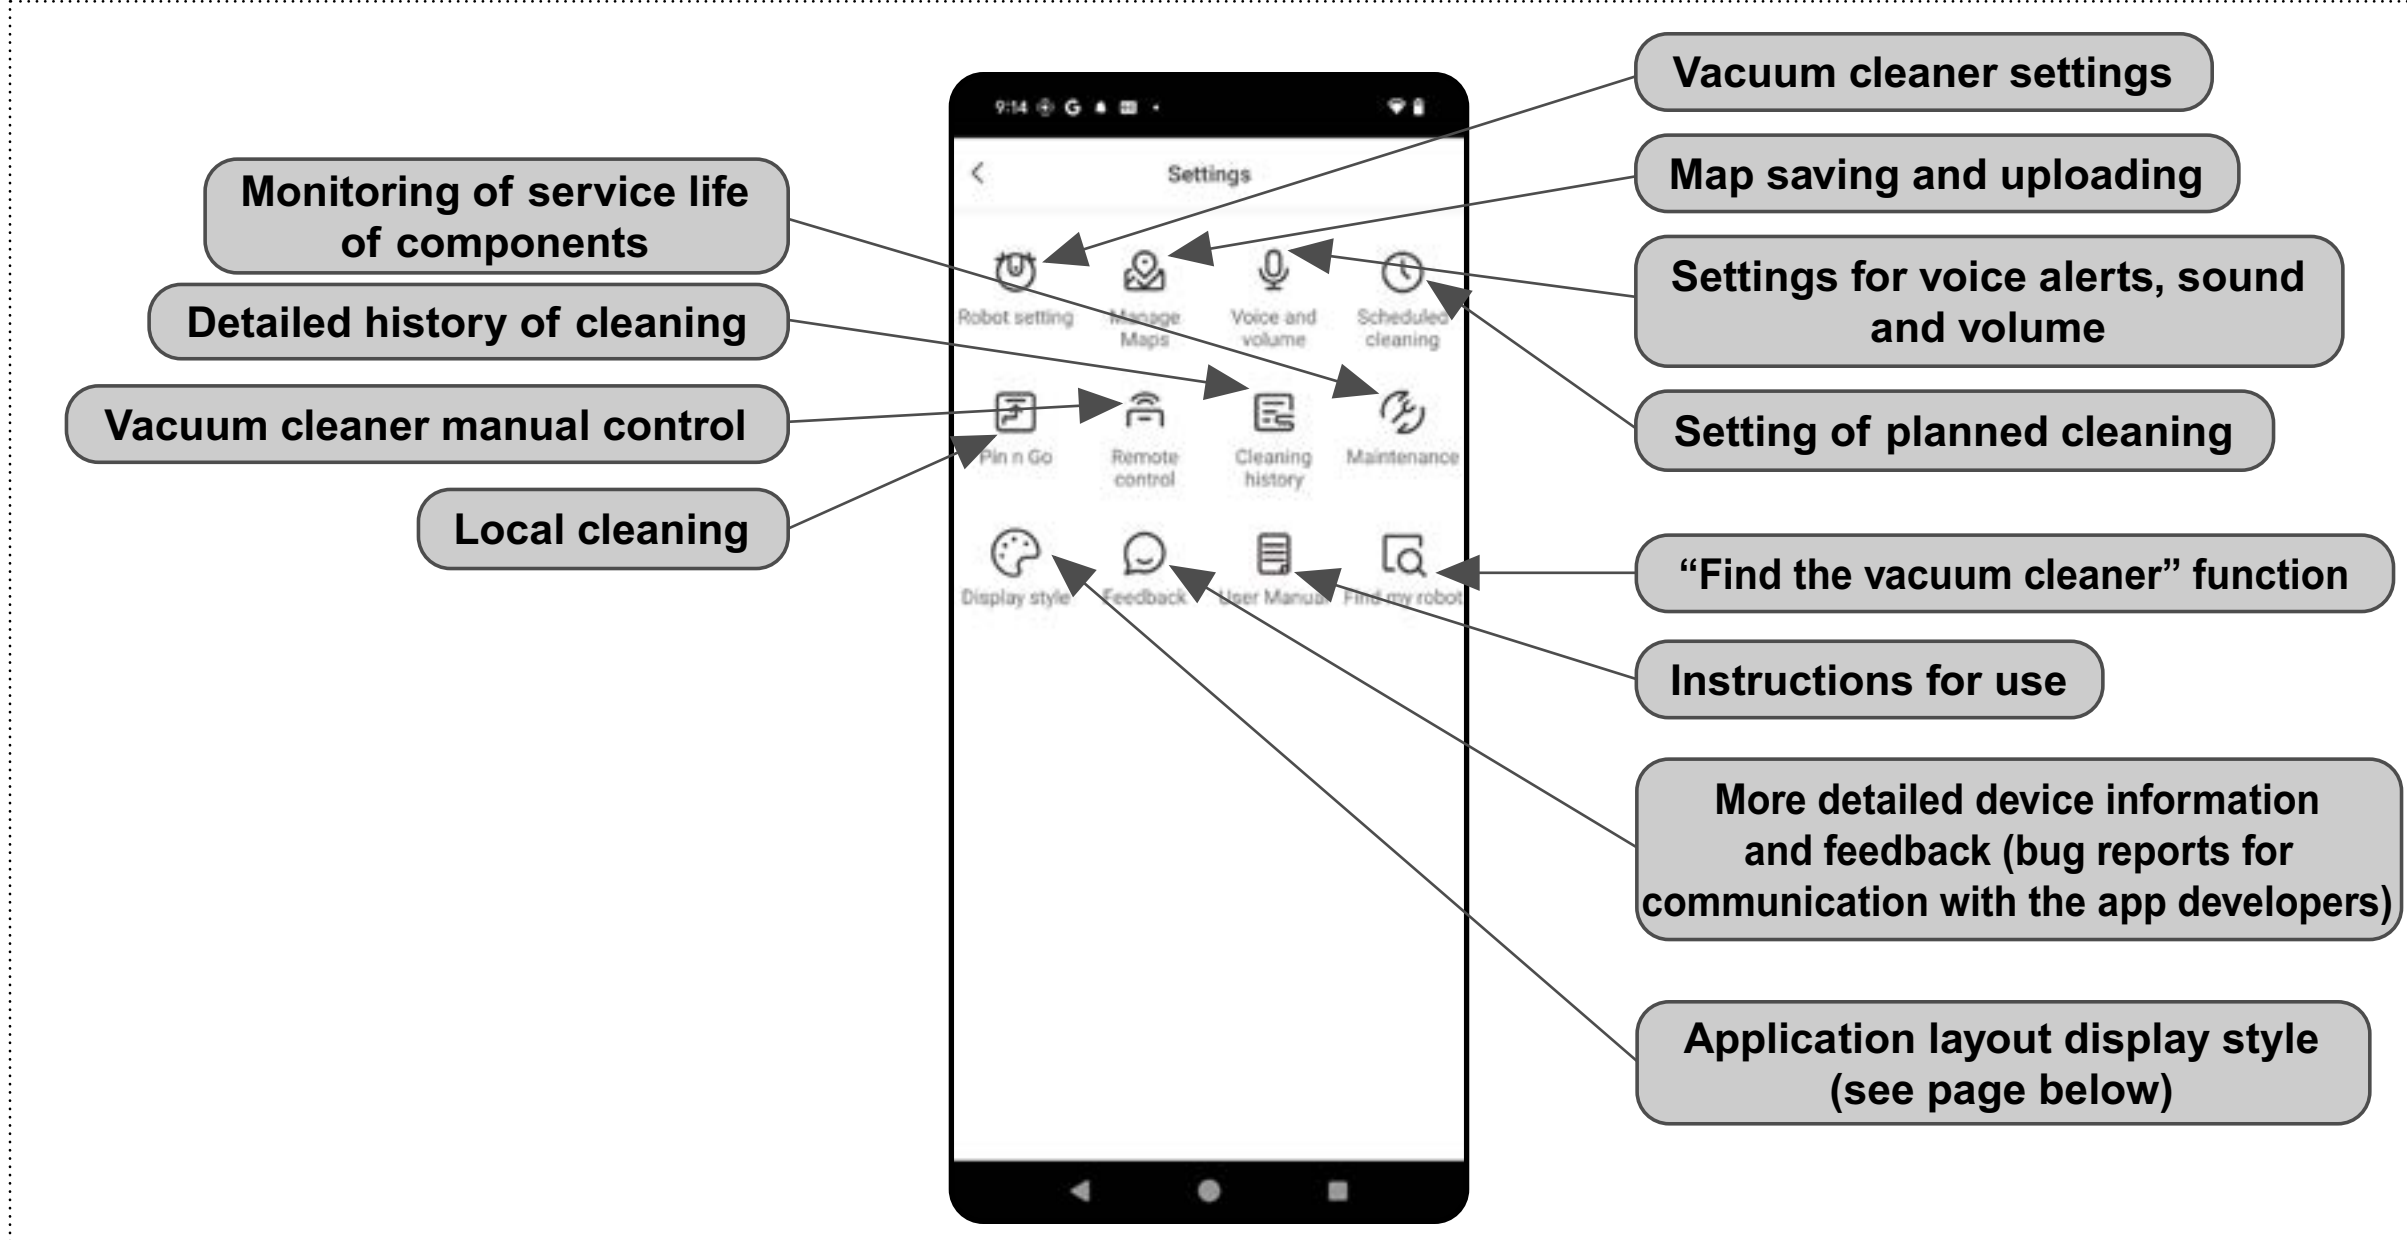 Vacuum cleaner settings
Map saving and uploading
Settings for voice alerts, sound
and volume
Setting of planned cleaning
“Find the vacuum cleaner” function
Instructions for use
More detailed device information
and feedback (bug reports for
communication with the app developers)
Application layout display style
(see page below)
Monitoring of service life
of components
Detailed history of cleaning
Vacuum cleaner manual control
Local cleaning
9:14 G
Settings
Robot setting
Manage
Maps
Voice and
volume
Scheduled
cleaning
Pin n Go
Remote
control
Cleaning
history
Maintenance
Display style
Feedback
User Manual
Find my robot